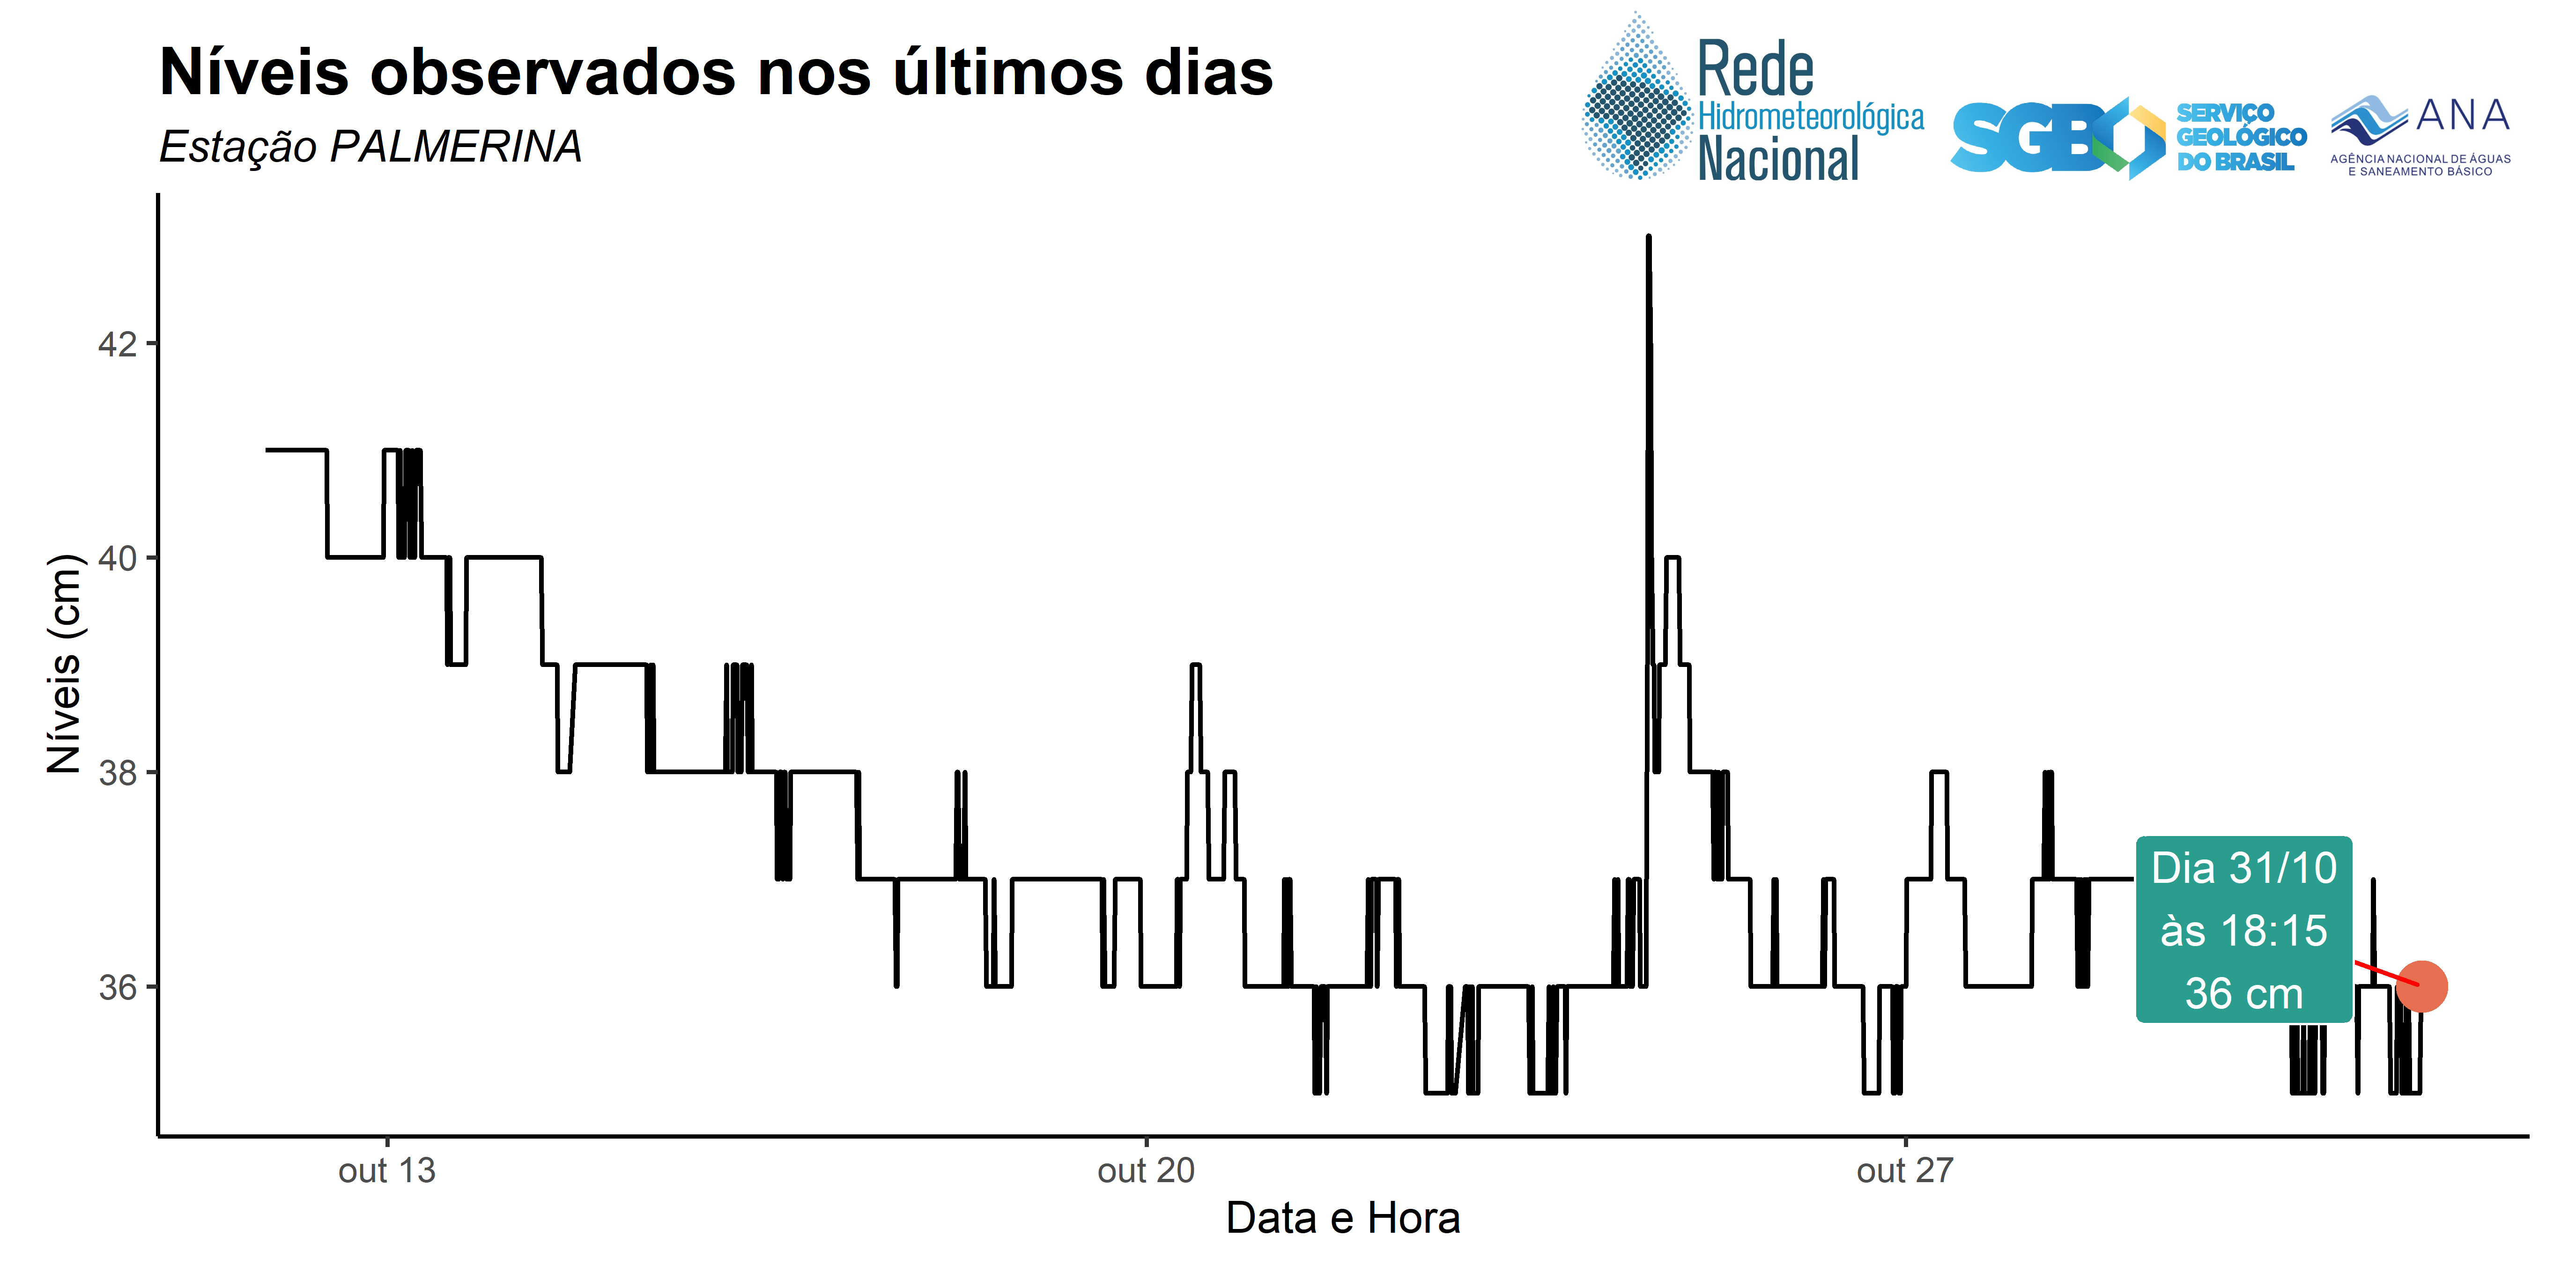 Níveis observados nos últimos dias
Estação PALMERINA
Rede
Hidrometeorológica
Nacional
SGB
SERVIÇO
GEOLÓGICO
DO BRASIL
ANA
AGÊNCIA NACIONAL DE ÁGUAS
E SANEAMENTO BÁSICO
Níveis (cm)
42
40
38
36
Dia 31/10
às 18:15
36 cm
out 13
out 20
out 27
Data e Hora